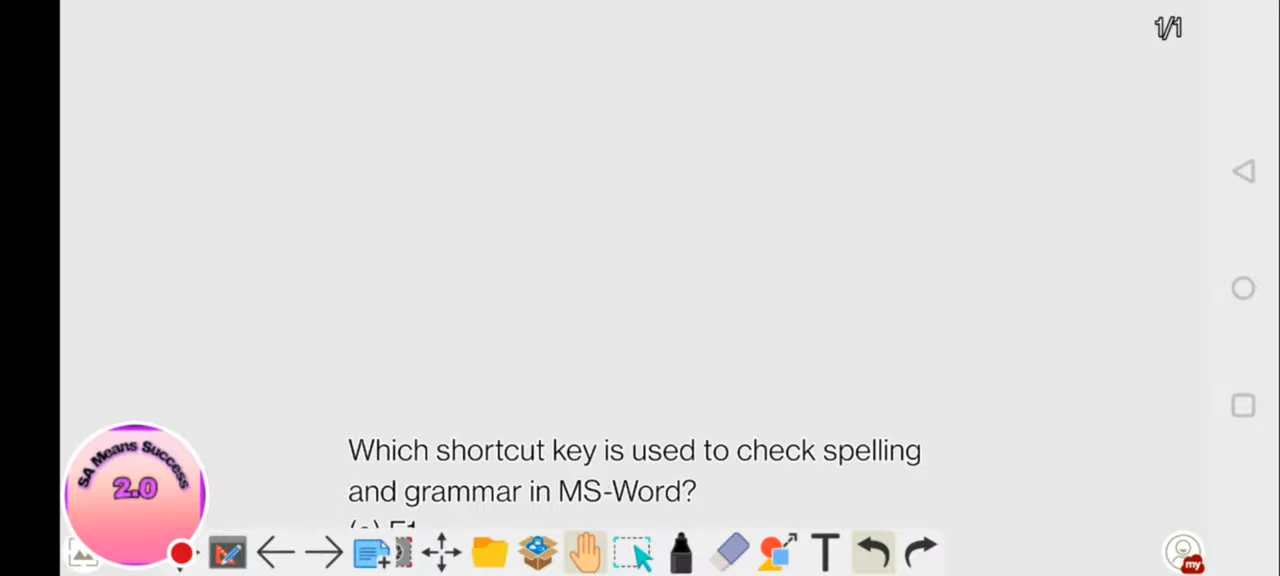 1/1
Which shortcut key is used to check spelling
and grammar in MS-Word?
SA Means Success
2.0
T
my